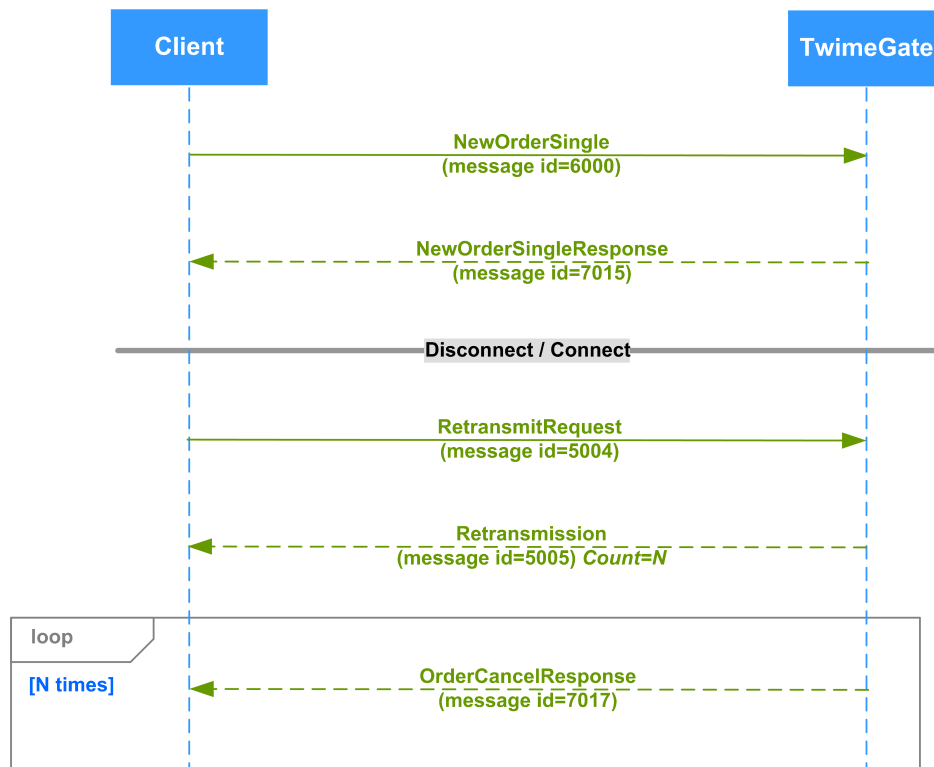 Client
TwimeGate
NewOrderSingle
(message id=6000)
NewOrderSingleResponse
(message id=7015)
Disconnect / Connect
RetransmitRequest
(message id=5004)
Retransmission
(message id=5005) Count=N
loop
[N times]
OrderCancelResponse
(message id=7017)